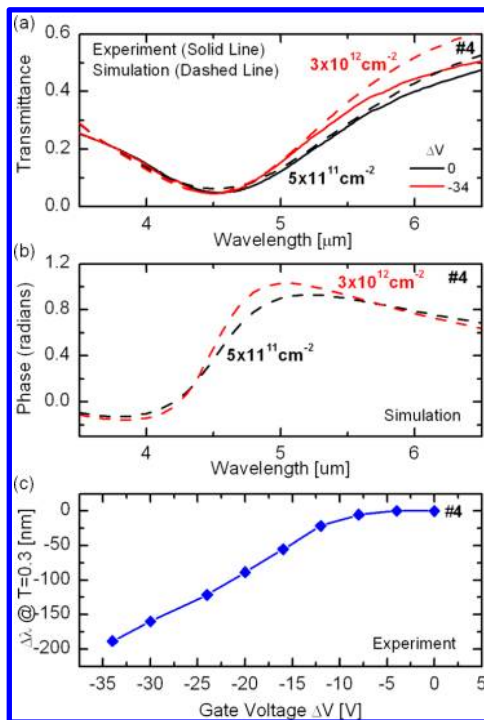 (a)
0.6
Experiment (Solid Line)
Simulation (Dashed Line)
3x10¹²cm⁻²
#4
Transmittance
0.4
0.2
0.0
5x10¹¹cm⁻²
ΔV
0
-34
4
5
6
Wavelength [μm]
(b)
1.2
3x10¹²cm⁻²
#4
Phase (radians)
0.8
0.4
0.0
5x10¹¹cm⁻²
Simulation
4
5
6
Wavelength [um]
(c)
0
#4
Δλ @ T=0.3 [nm]
-50
-100
-150
-200
Experiment
-35 -30 -25 -20 -15 -10 -5 0 5
Gate Voltage ΔV [V]